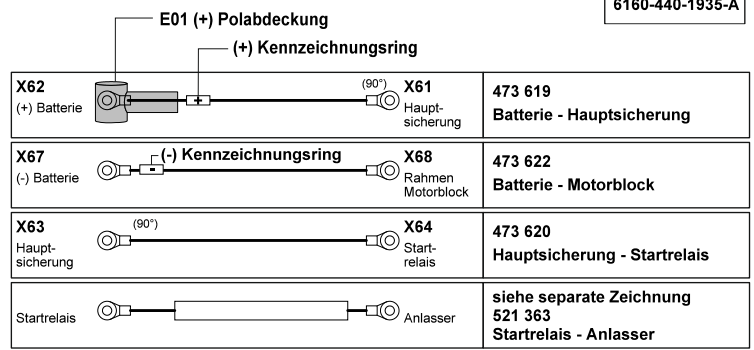 6160-440-1935-A
E01 (+) Polabdeckung
(+) Kennzeichnungsring
X62
(+) Batterie
+
(90°)
X61
Haupt-
sicherung
473 619
Batterie - Hauptsicherung
X67
(-) Batterie
(-) Kennzeichnungsring
-
X68
Rahmen
Motorblock
473 622
Batterie - Motorblock
X63
Haupt-
sicherung
(90°)
X64
Start-
relais
473 620
Hauptsicherung - Startrelais
Startrelais
Anlasser
siehe separate Zeichnung
521 363
Startrelais - Anlasser